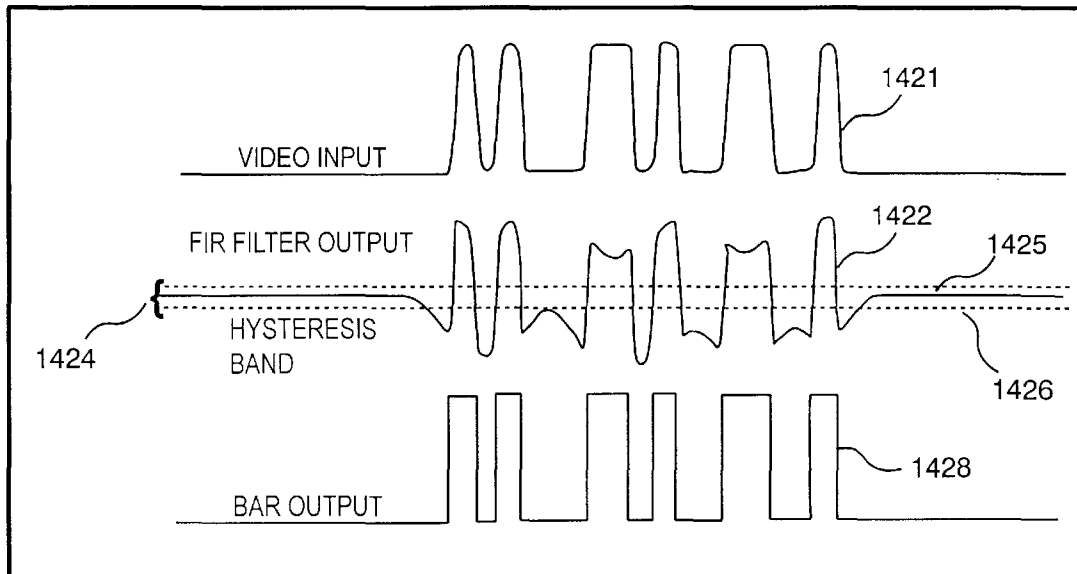 1421
VIDEO INPUT
1422
FIR FILTER OUTPUT
1425
HYSTERESIS
BAND
1424
1426
1428
BAR OUTPUT